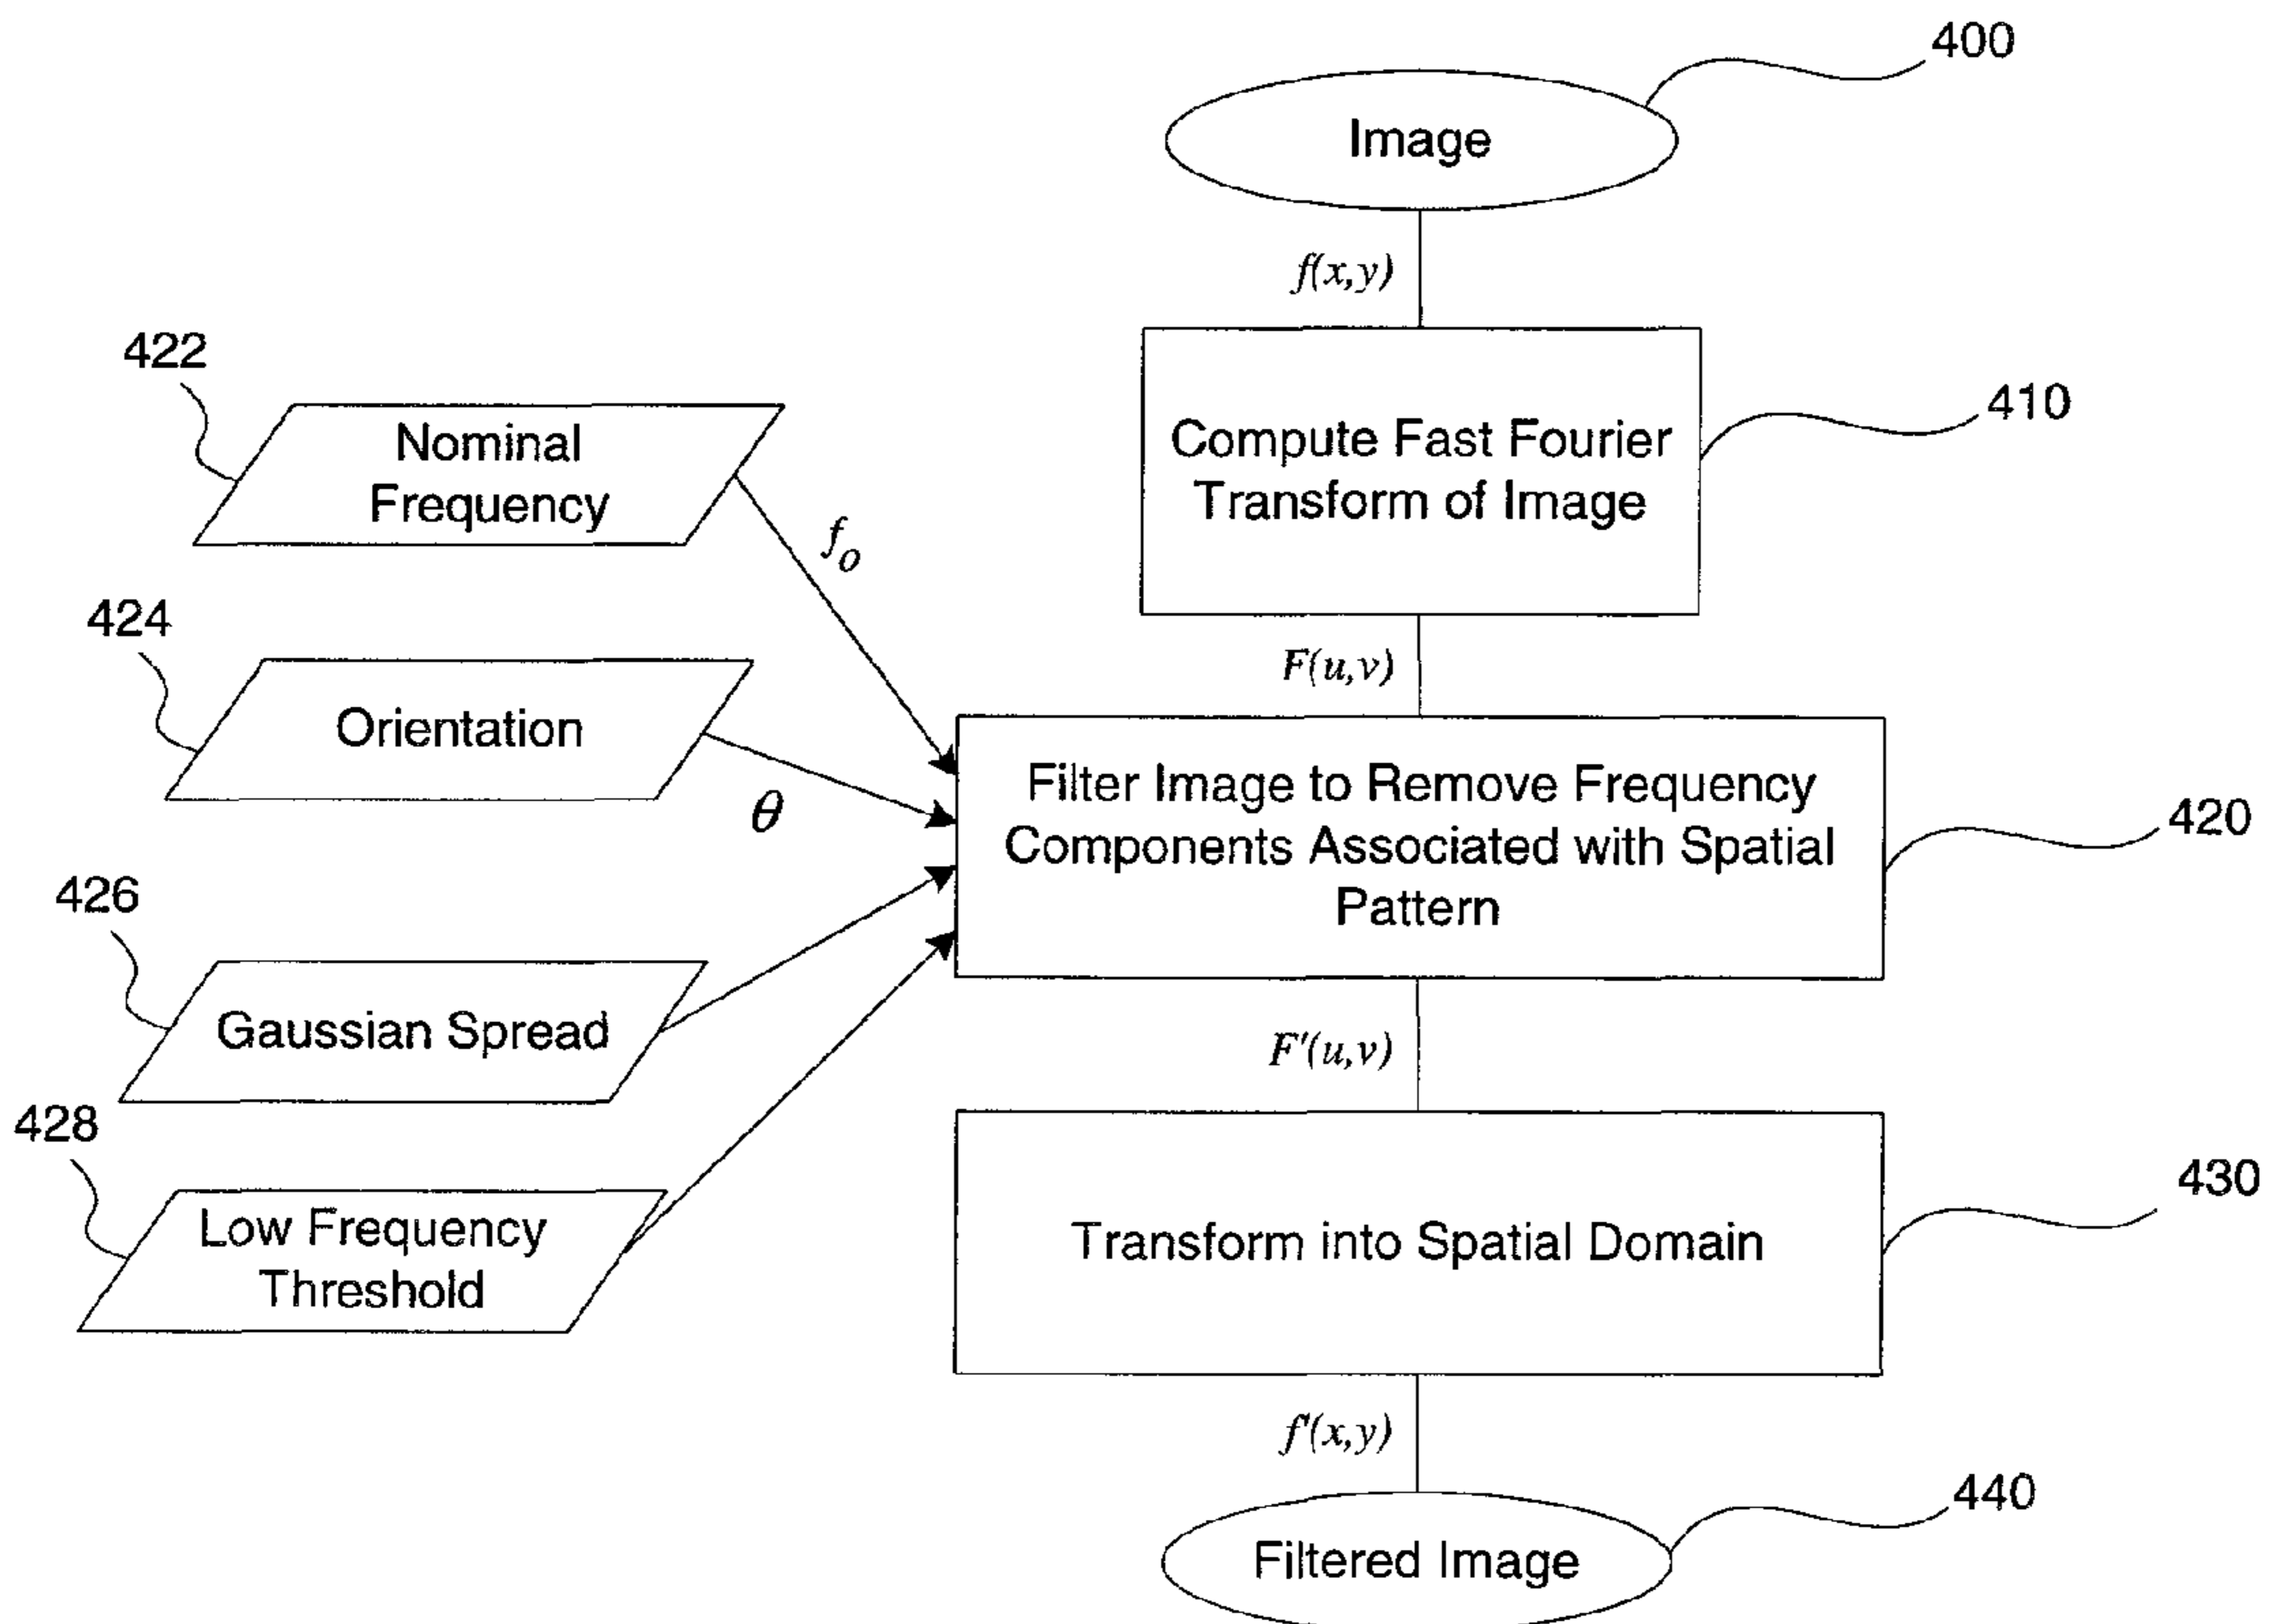 400
Image
f(x,y)
422
Nominal
Frequency
f₀
Compute Fast Fourier
Transform of Image
410
424
Orientation
θ
F(u,v)
Filter Image to Remove Frequency
Components Associated with Spatial
Pattern
420
426
Gaussian Spread
F'(u,v)
428
Low Frequency
Threshold
Transform into Spatial Domain
430
f'(x,y)
440
Filtered Image